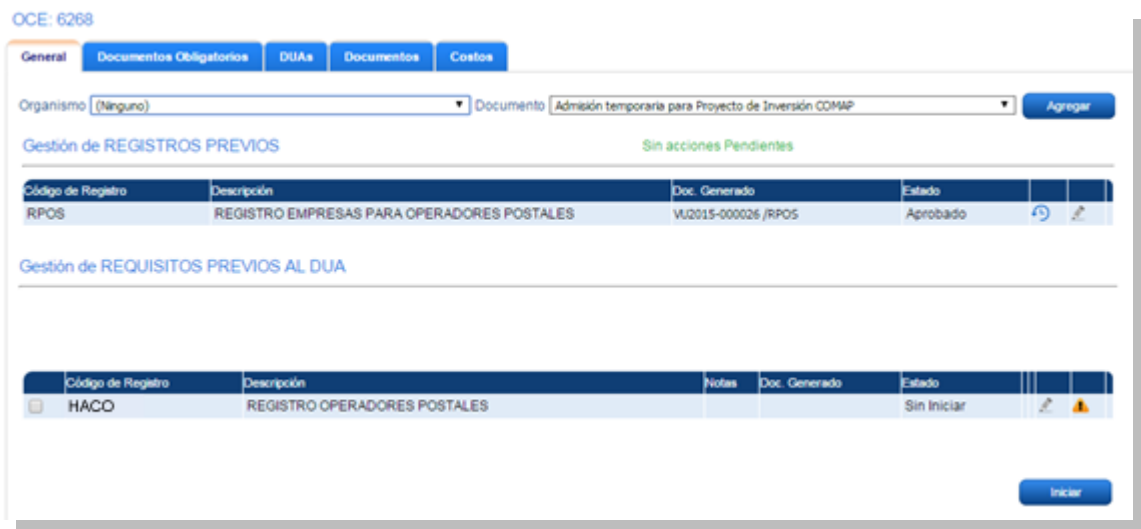 OCE: 6268
General Documentos Obligatorios DUAs Documentos Costos
Organismo (Ninguno) Documento Admisión temporaria para Proyecto de Inversión COMAP Agregar
Gestión de REGISTROS PREVIOS Sin acciones Pendientes
Código de Registro Descripción Doc. Generado Estado
RPOS REGISTRO EMPRESAS PARA OPERADORES POSTALES VU2015-000026 /RPOS Aprobado
Gestión de REQUISITOS PREVIOS AL DUA
Código de Registro Descripción Notas Doc. Generado Estado
HACO REGISTRO OPERADORES POSTALES Sin Iniciar
Iniciar